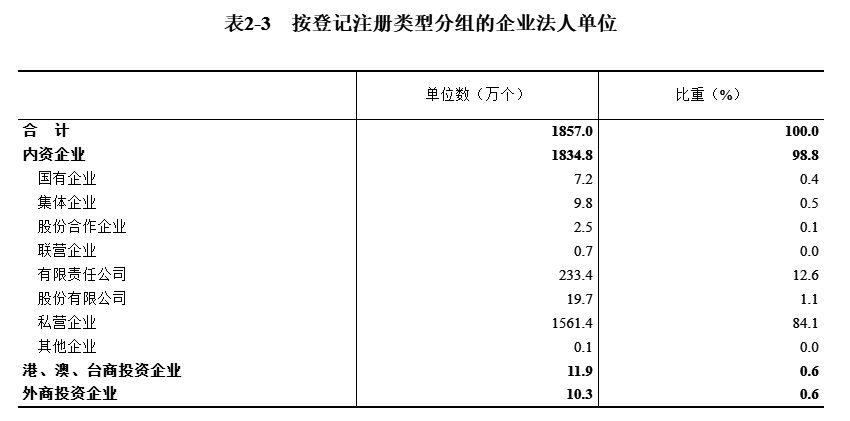 表2-3 按登记注册类型分组的企业法人单位
单位数（万个） 比重（%）
合 计 1857.0 100.0
内资企业 1834.8 98.8
国有企业 7.2 0.4
集体企业 9.8 0.5
股份合作企业 2.5 0.1
联营企业 0.7 0.0
有限责任公司 233.4 12.6
股份有限公司 19.7 1.1
私营企业 1561.4 84.1
其他企业 0.1 0.0
港、澳、台商投资企业 11.9 0.6
外商投资企业 10.3 0.6